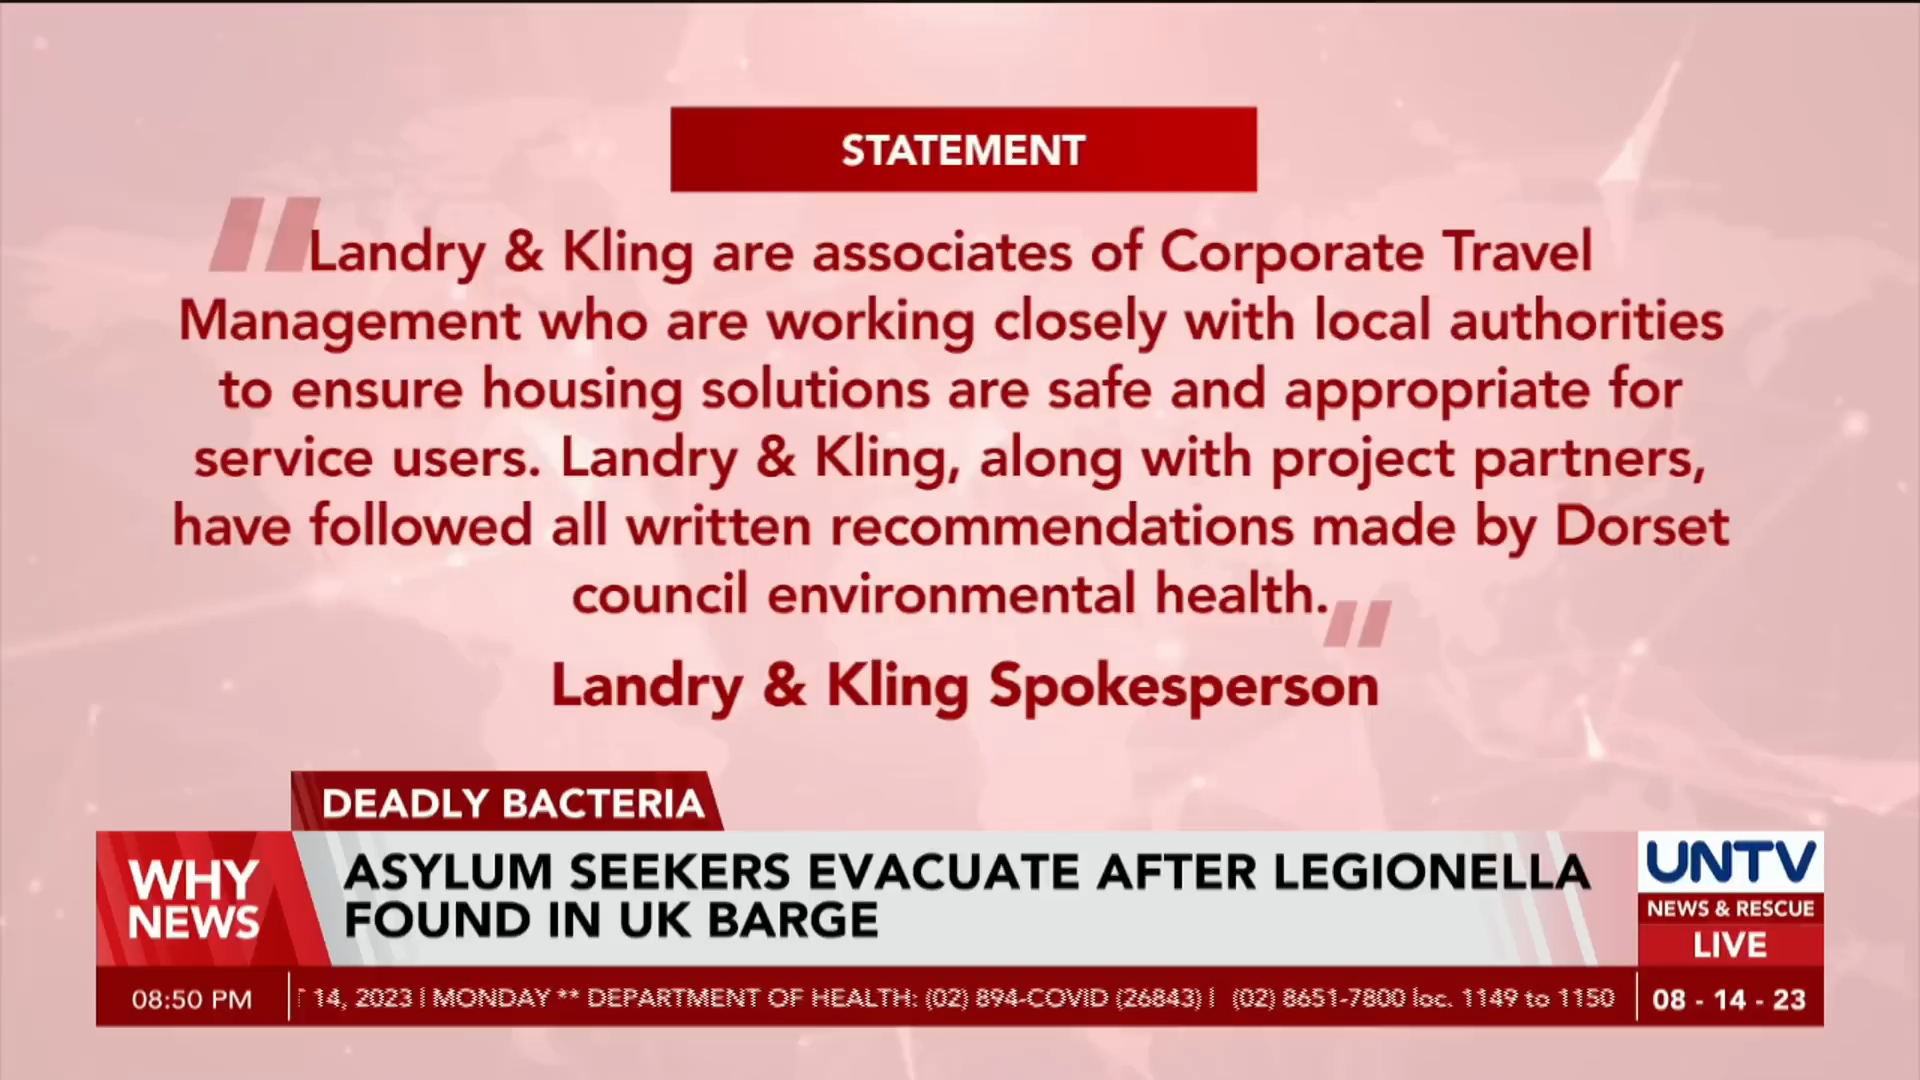 STATEMENT
"Landry & Kling are associates of Corporate Travel
Management who are working closely with local authorities
to ensure housing solutions are safe and appropriate for
service users. Landry & Kling, along with project partners,
have followed all written recommendations made by Dorset
council environmental health."
Landry & Kling Spokesperson
DEADLY BACTERIA
WHY
NEWS
ASYLUM SEEKERS EVACUATE AFTER LEGIONELLA
FOUND IN UK BARGE
UNTV
NEWS & RESCUE
LIVE
08:50 PM
14, 2023 | MONDAY ** DEPARTMENT OF HEALTH: (02) 894-COVID (26843) | (02) 8651-7800 loc. 1149 to 1150
08 - 14 - 23